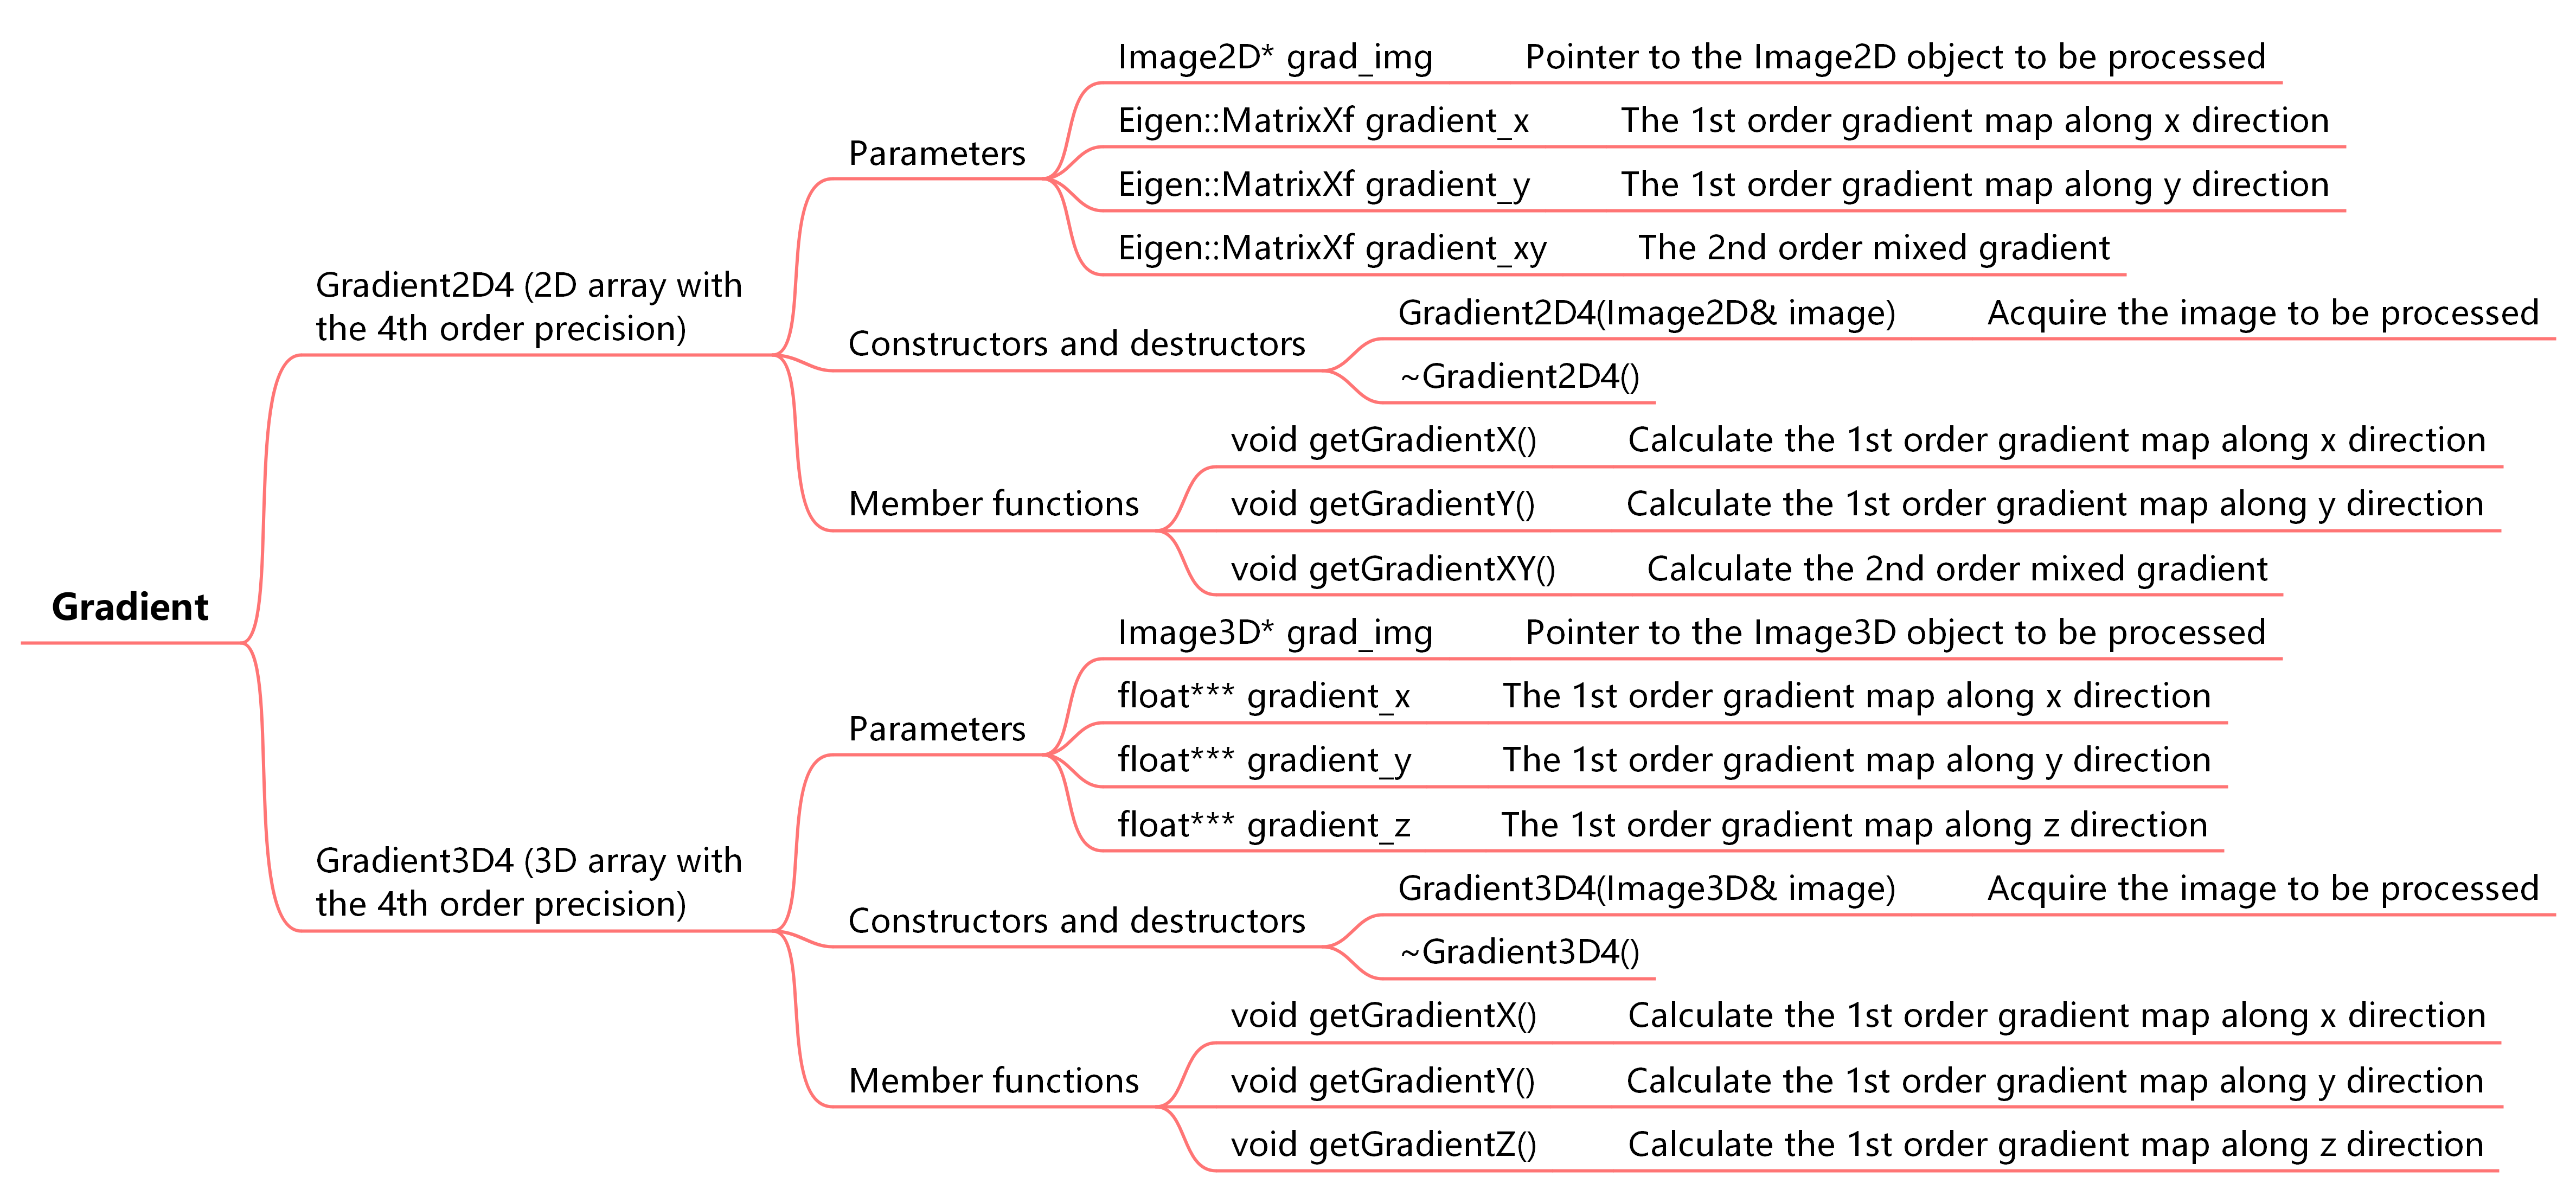 Gradient
Gradient2D4 (2D array with
the 4th order precision)
Parameters
Image2D* grad_img Pointer to the Image2D object to be processed
Eigen::MatrixXf gradient_x The 1st order gradient map along x direction
Eigen::MatrixXf gradient_y The 1st order gradient map along y direction
Eigen::MatrixXf gradient_xy The 2nd order mixed gradient
Constructors and destructors
Gradient2D4(Image2D& image) Acquire the image to be processed
~Gradient2D4()
Member functions
void getGradientX() Calculate the 1st order gradient map along x direction
void getGradientY() Calculate the 1st order gradient map along y direction
void getGradientXY() Calculate the 2nd order mixed gradient
Gradient3D4 (3D array with
the 4th order precision)
Parameters
Image3D* grad_img Pointer to the Image3D object to be processed
float*** gradient_x The 1st order gradient map along x direction
float*** gradient_y The 1st order gradient map along y direction
float*** gradient_z The 1st order gradient map along z direction
Constructors and destructors
Gradient3D4(Image3D& image) Acquire the image to be processed
~Gradient3D4()
Member functions
void getGradientX() Calculate the 1st order gradient map along x direction
void getGradientY() Calculate the 1st order gradient map along y direction
void getGradientZ() Calculate the 1st order gradient map along z direction